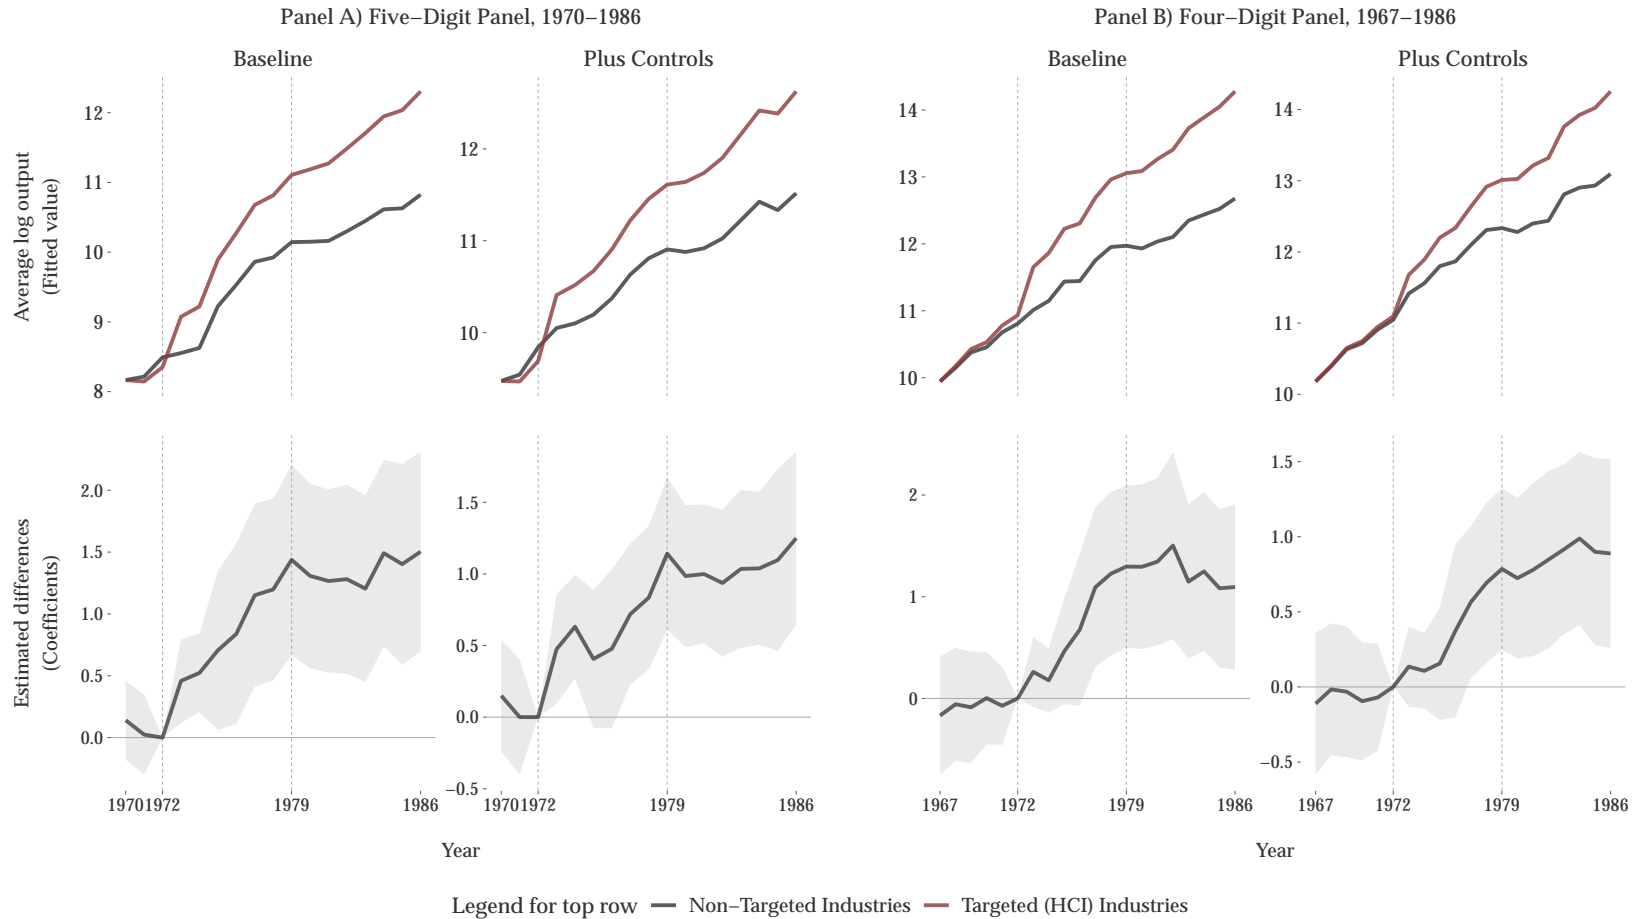 Panel A) Five–Digit Panel, 1970–1986
Panel B) Four–Digit Panel, 1967–1986
Baseline
Plus Controls
Baseline
Plus Controls
Average log output
(Fitted value)
12
11
10
9
8
12
11
10
14
13
12
11
10
14
13
12
11
10
Estimated differences
(Coefficients)
2.0
1.5
1.0
0.5
0.0
1.5
1.0
0.5
0.0
−0.5
2
1
0
1.5
1.0
0.5
0.0
−0.5
1970 1972 1979 1986
1970 1972 1979 1986
1967 1972 1979 1986
1967 1972 1979 1986
Year
Year
Legend for top row Non–Targeted Industries Targeted (HCI) Industries